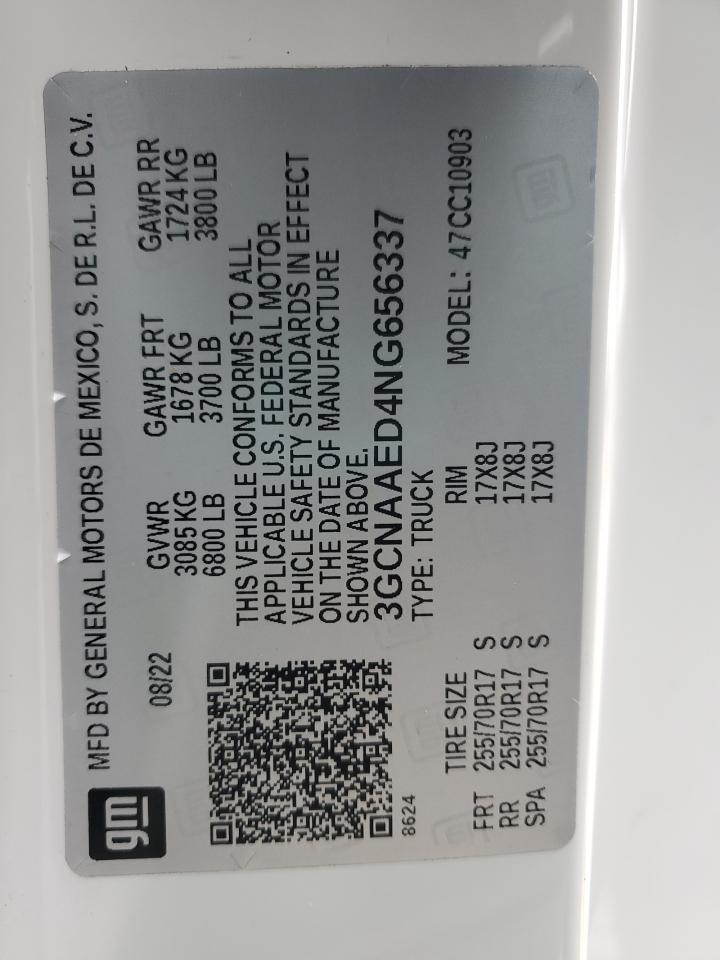 gm
MFD BY GENERAL MOTORS DE MEXICO, S. DE R.L. DE C.V.
08/22
GVWR GAWR FRT GAWR RR
3085 KG 1678 KG 1724 KG
6800 LB 3700 LB 3800 LB
THIS VEHICLE CONFORMS TO ALL
APPLICABLE U.S. FEDERAL MOTOR
VEHICLE SAFETY STANDARDS IN EFFECT
ON THE DATE OF MANUFACTURE
SHOWN ABOVE.
3GCNAAED4NG656337
8624
TYPE: TRUCK
MODEL: 47CC10903
TIRE SIZE RIM
FRT 255/70R17 S 17X8J
RR 255/70R17 S 17X8J
SPA 255/70R17 S 17X8J